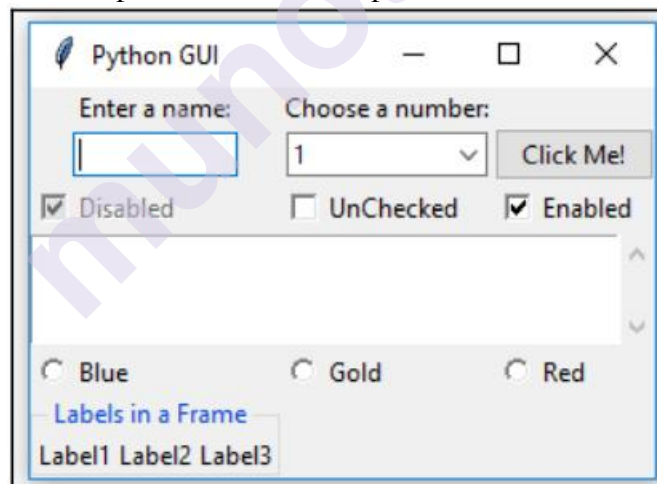 Python GUI
Enter a name: Choose a number:
1 Click Me!
Disabled UnChecked Enabled
Blue Gold Red
Labels in a Frame
Label1 Label2 Label3